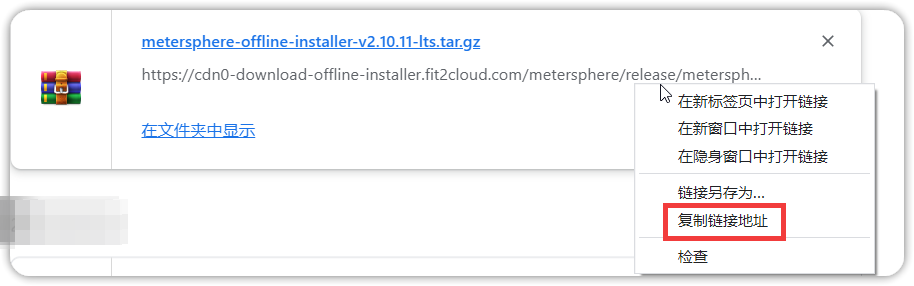 metersphere-offline-installer-v2.10.11-lts.tar.gz
https://cdn0-download-offline-installer.fit2cloud.com/metersphere/release/metersph...
在文件夹中显示
在新标签页中打开链接
在新窗口中打开链接
在隐身窗口中打开链接
链接另存为...
复制链接地址
检查